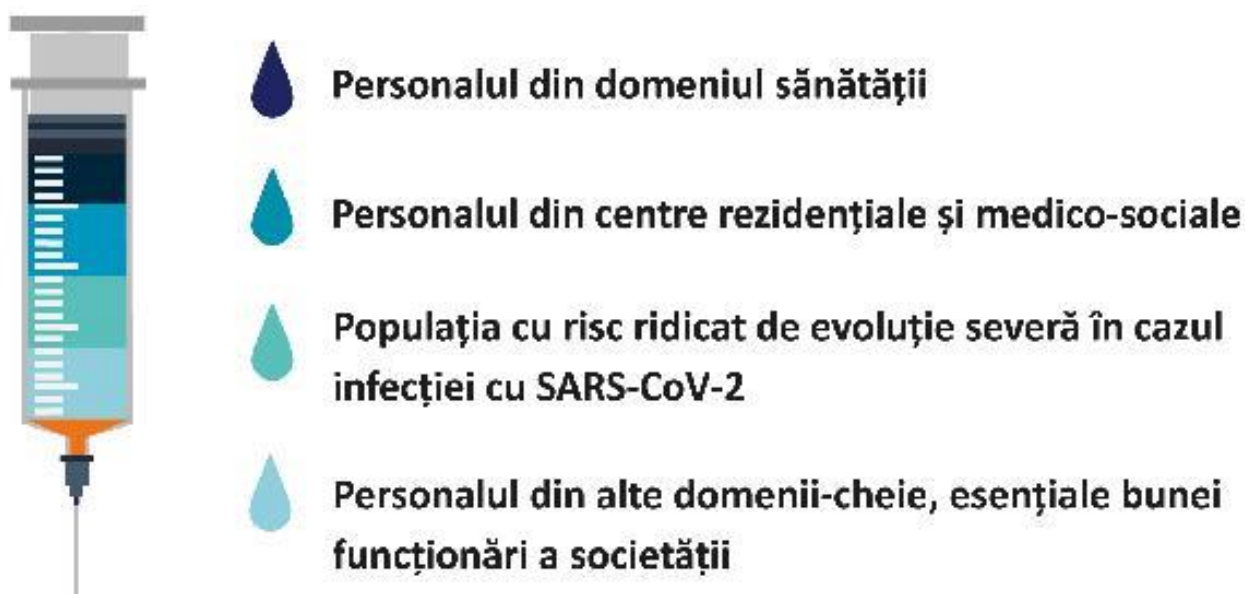 Personalul din domeniul sănătății
Personalul din centre rezidențiale și medico-sociale
Populația cu risc ridicat de evoluție severă în cazul
infecției cu SARS-CoV-2
Personalul din alte domenii-cheie, esențiale bunei
funcționări a societății